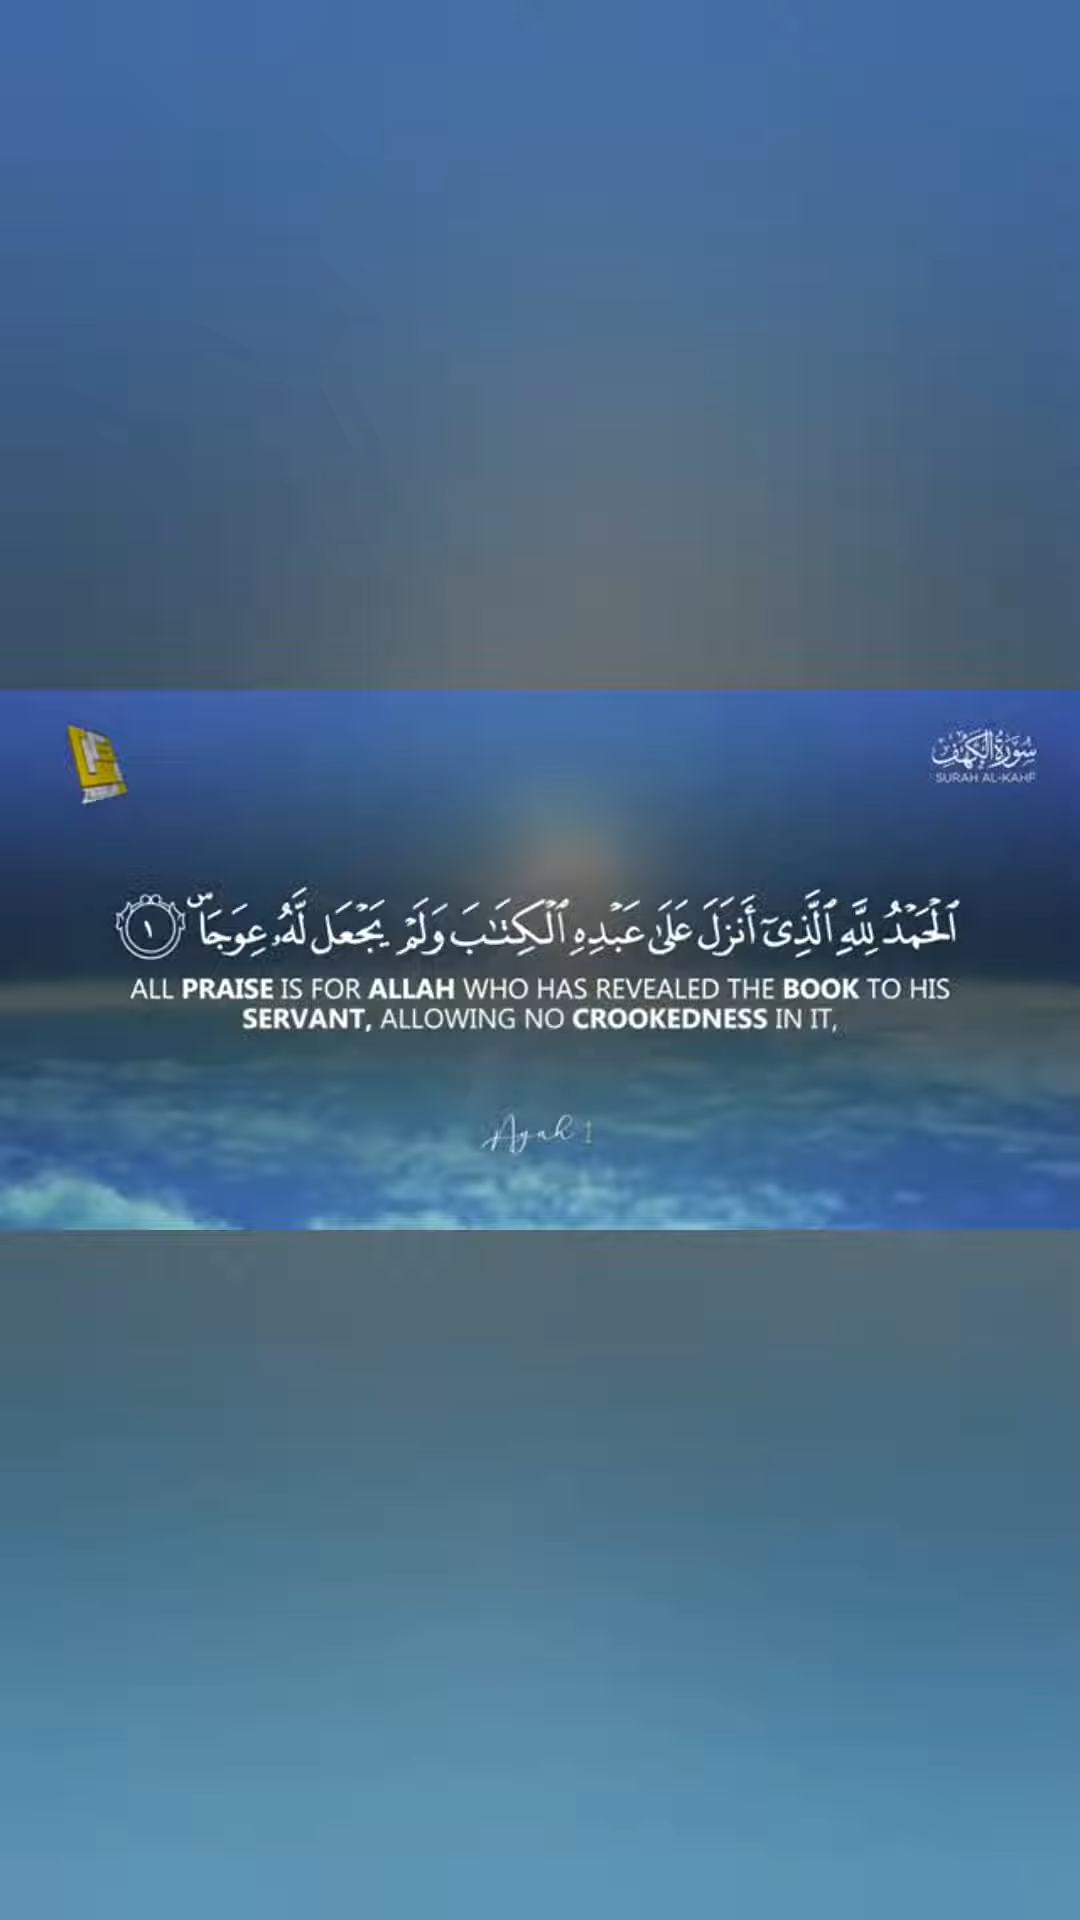 سُورَةُ الكَهْفِ
SURAH AL-KAHF
ٱلْحَمْدُ لِلَّهِ ٱلَّذِىٓ أَنزَلَ عَلَىٰ عَبْدِهِ ٱلْكِتَـٰبَ وَلَمْ يَجْعَل لَّهُۥ عِوَجَاۜ ١
ALL PRAISE IS FOR ALLAH WHO HAS REVEALED THE BOOK TO HIS
SERVANT, ALLOWING NO CROOKEDNESS IN IT,
Ayah 1